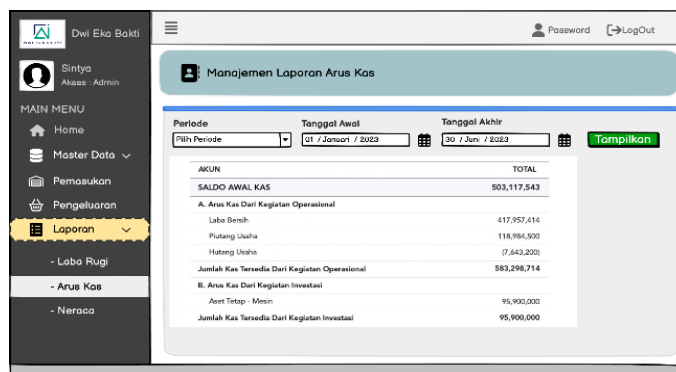 Dwi Eka Bakti
Password
LogOut
Sintya
Akses : Admin
Manajemen Laporan Arus Kas
MAIN MENU
Home
Master Data
Pemasukan
Pengeluaran
Laporan
- Laba Rugi
- Arus Kas
- Neraca
Periode Tanggal Awal Tanggal Akhir
Pilih Periode 01 / Januari / 2023 30 / Juni / 2023 Tampilkan
AKUN TOTAL
SALDO AWAL KAS 503,117,543
A. Arus Kas Dari Kegiatan Operasional
Laba Bersih 417,957,414
Piutang Usaha 118,984,500
Hutang Usaha (7,643,200)
Jumlah Kas Tersedia Dari Kegiatan Operasional 583,298,714
B. Arus Kas Dari Kegiatan Investasi
Aset Tetap - Mesin 95,900,000
Jumlah Kas Tersedia Dari Kegiatan Investasi 95,900,000